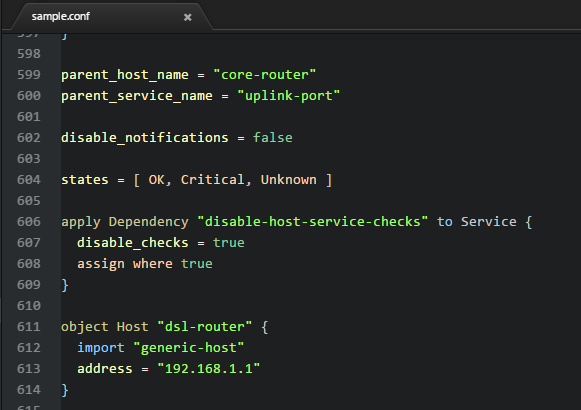 sample.conf ×
597 }
598
599 parent_host_name = "core-router"
600 parent_service_name = "uplink-port"
601
602 disable_notifications = false
603
604 states = [ OK, Critical, Unknown ]
605
606 apply Dependency "disable-host-service-checks" to Service {
607   disable_checks = true
608   assign where true
609 }
610
611 object Host "dsl-router" {
612   import "generic-host"
613   address = "192.168.1.1"
614 }
615